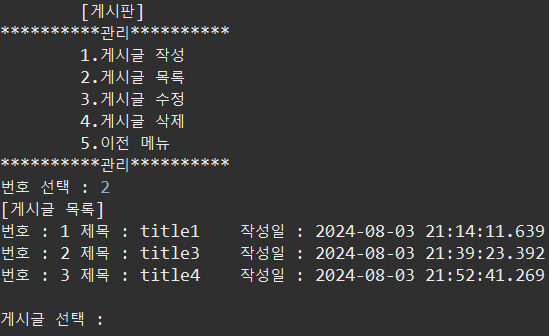 [게시판]
**********관리**********
1.게시글 작성
2.게시글 목록
3.게시글 수정
4.게시글 삭제
5.이전 메뉴
**********관리**********
번호 선택 : 2
[게시글 목록]
번호 : 1 제목 : title1 작성일 : 2024-08-03 21:14:11.639
번호 : 2 제목 : title3 작성일 : 2024-08-03 21:39:23.392
번호 : 3 제목 : title4 작성일 : 2024-08-03 21:52:41.269
게시글 선택 :